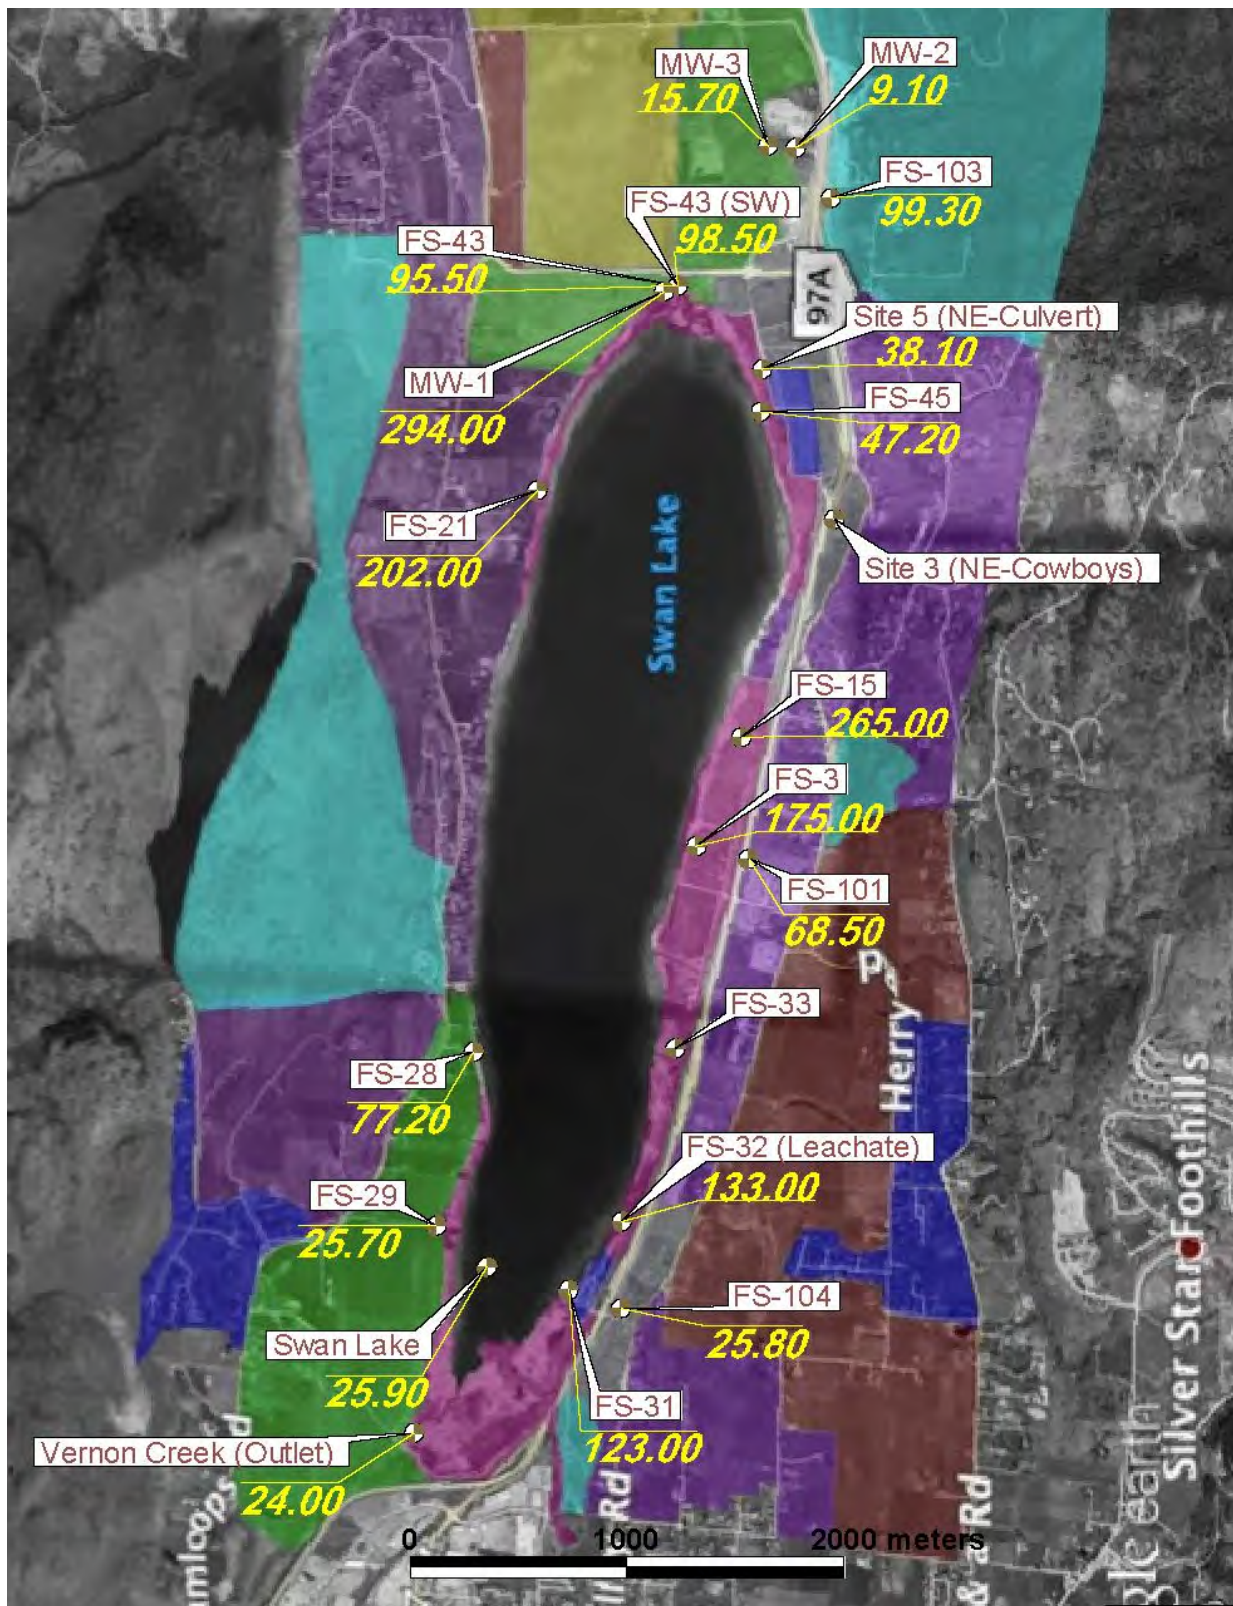 MW-3
15.70
MW-2
9.10
FS-103
99.30
FS-43 (SW)
98.50
FS-43
95.50
97A
Site 5 (NE-Culvert)
38.10
MW-1
294.00
FS-45
47.20
FS-21
202.00
Swan Lake
Site 3 (NE-Cowboys)
FS-15
265.00
FS-3
175.00
FS-101
68.50
FS-33
FS-28
77.20
Silver Star Foothills
FS-32 (Leachate)
133.00
FS-29
25.70
FS-104
25.80
Swan Lake
25.90
FS-31
123.00
Vernon Creek (Outlet)
24.00
Rd
& a Rd
gle earth
0 1000 2000 meters